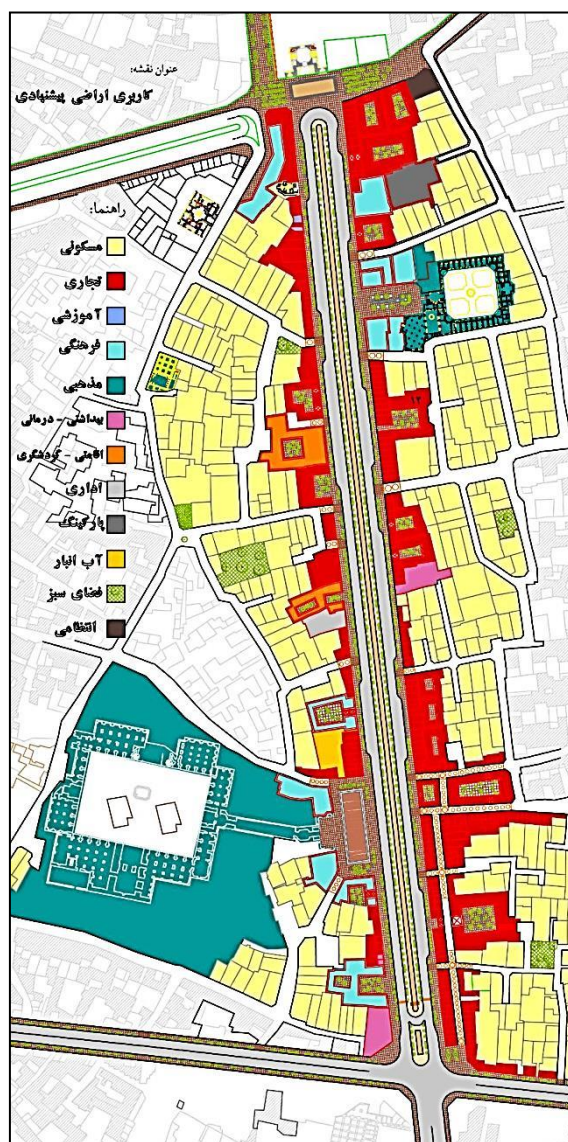 عنوان نقشه:
کاربری اراضی پیشنهادی
راهنما:
مسکونی
تجاری
آموزشی
فرهنگی
مذهبی
بهداشتی - درمانی
اقامتی - گردشگری
اداری
پارکینگ
آب انبار
فضای سبز
انتظامی
۱۳